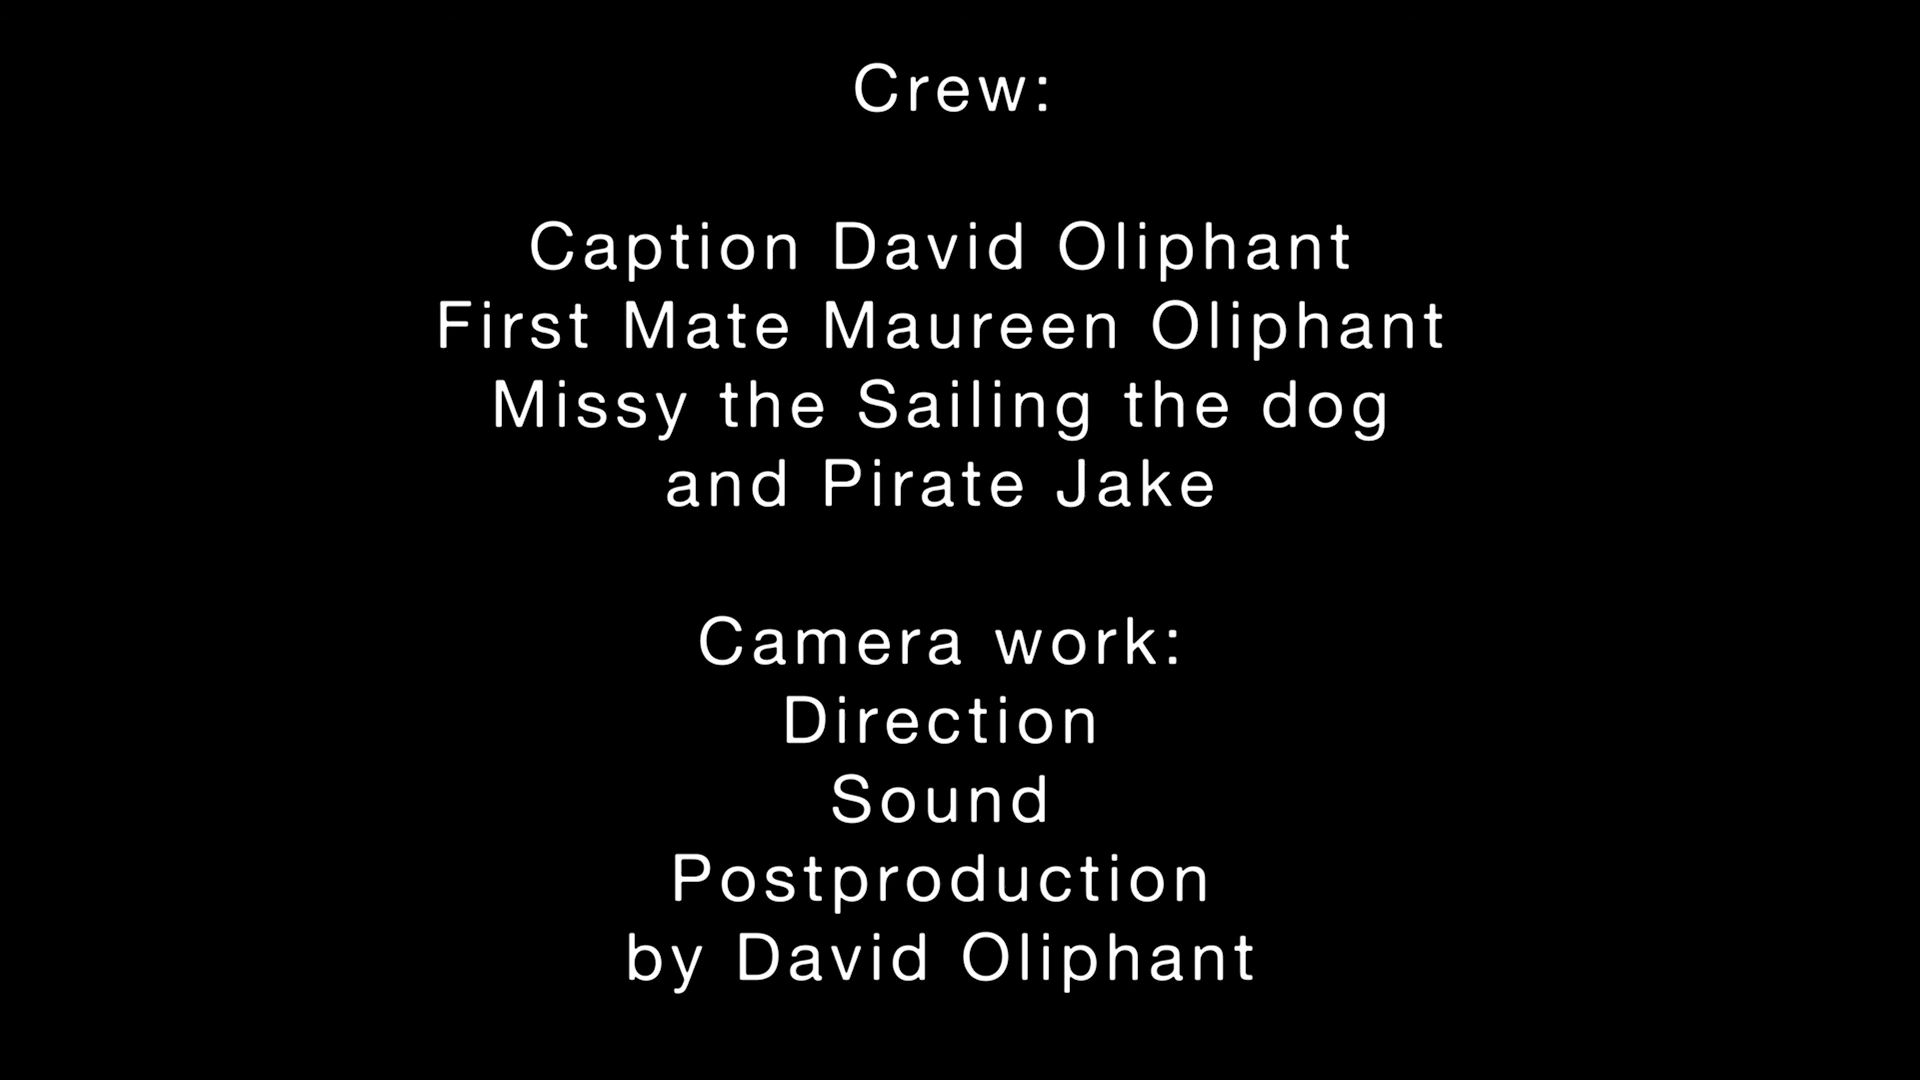 Crew:
Caption David Oliphant
First Mate Maureen Oliphant
Missy the Sailing the dog
and Pirate Jake
Camera work:
Direction
Sound
Postproduction
by David Oliphant